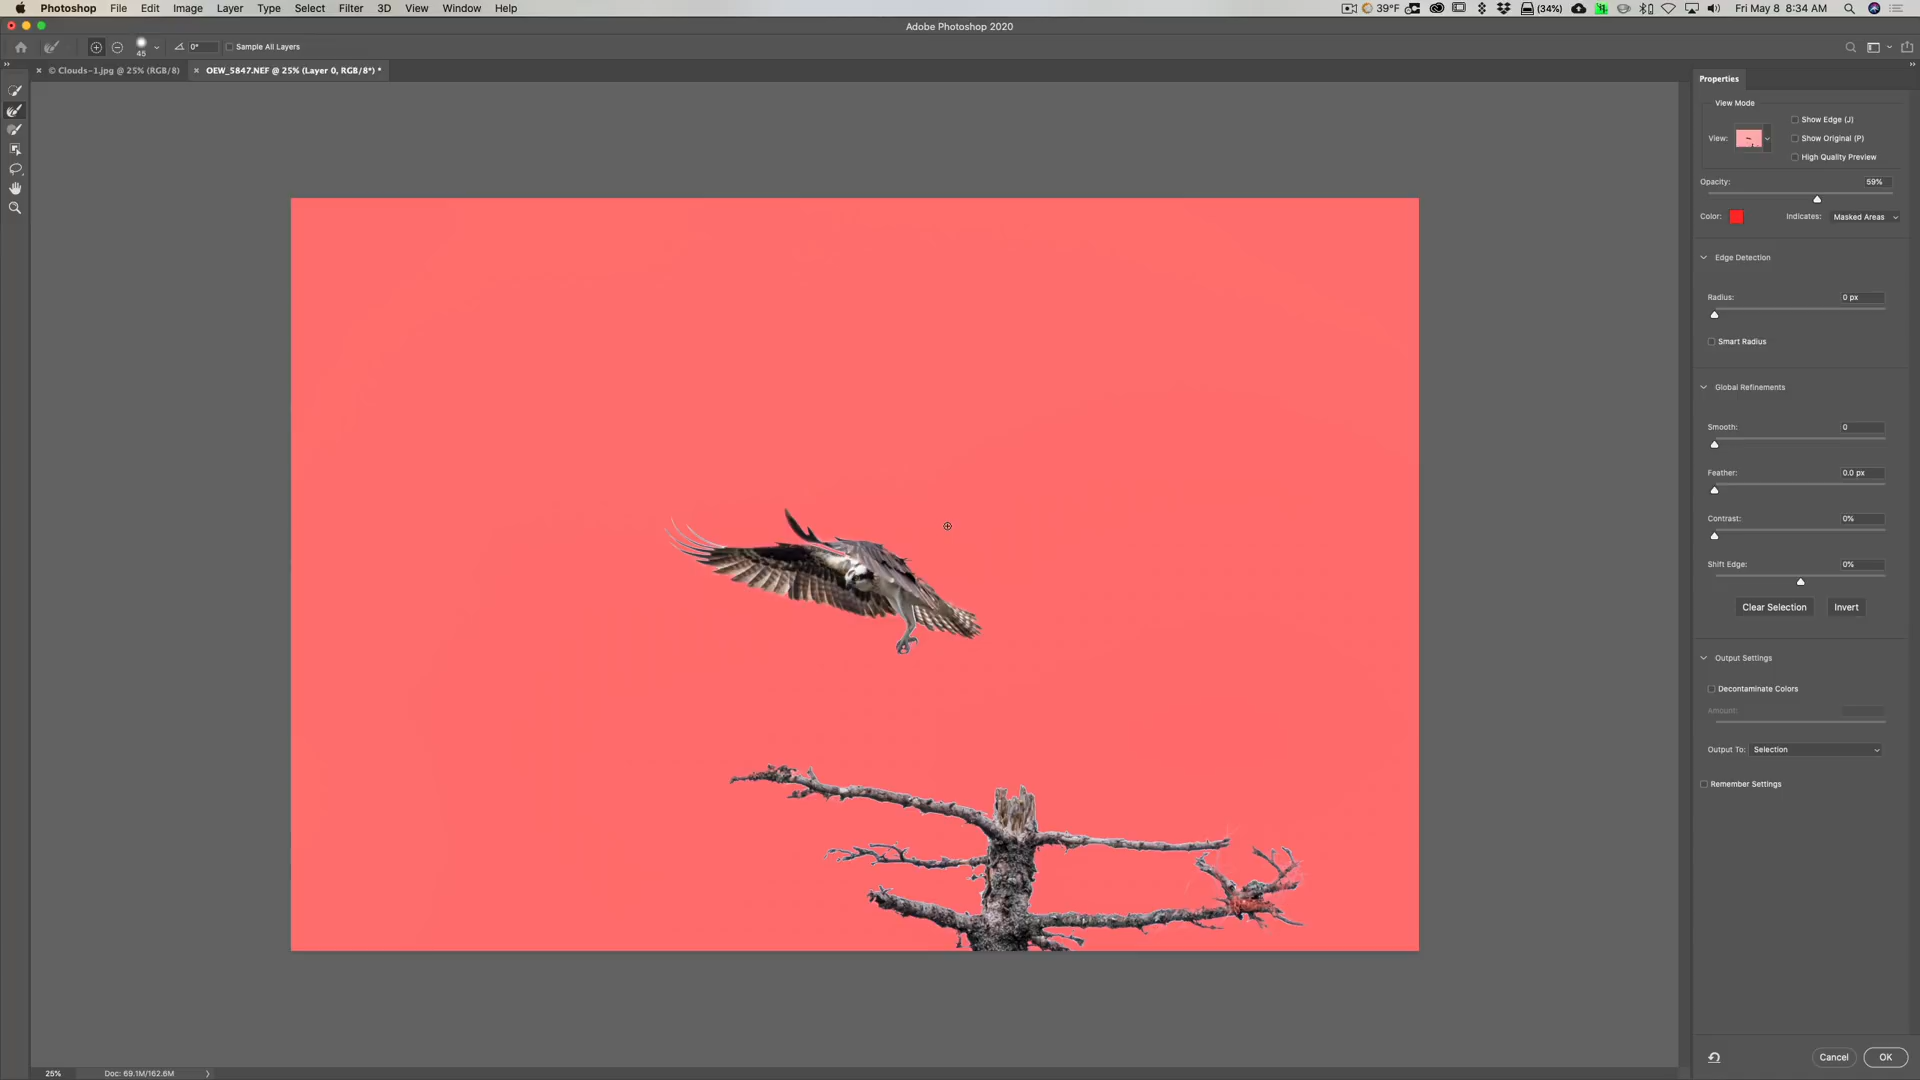 Photoshop File Edit Image Layer Type Select Filter 3D View Window Help 39°F (34%) Fri May 8 8:34 AM
Adobe Photoshop 2020
45 0° Sample All Layers
© Clouds-1.jpg @ 25% (RGB/8) OEW_5847.NEF @ 25% (Layer 0, RGB/8*) *
Properties
View Mode
Show Edge (J)
View: Show Original (P)
High Quality Preview
Opacity: 59%
Color: Indicates: Masked Areas
Edge Detection
Radius: 0 px
Smart Radius
Global Refinements
Smooth: 0
Feather: 0.0 px
Contrast: 0%
Shift Edge: 0%
Clear Selection Invert
Output Settings
Decontaminate Colors
Amount:
Output To: Selection
Remember Settings
Cancel OK
25% Doc: 69.1M/162.6M